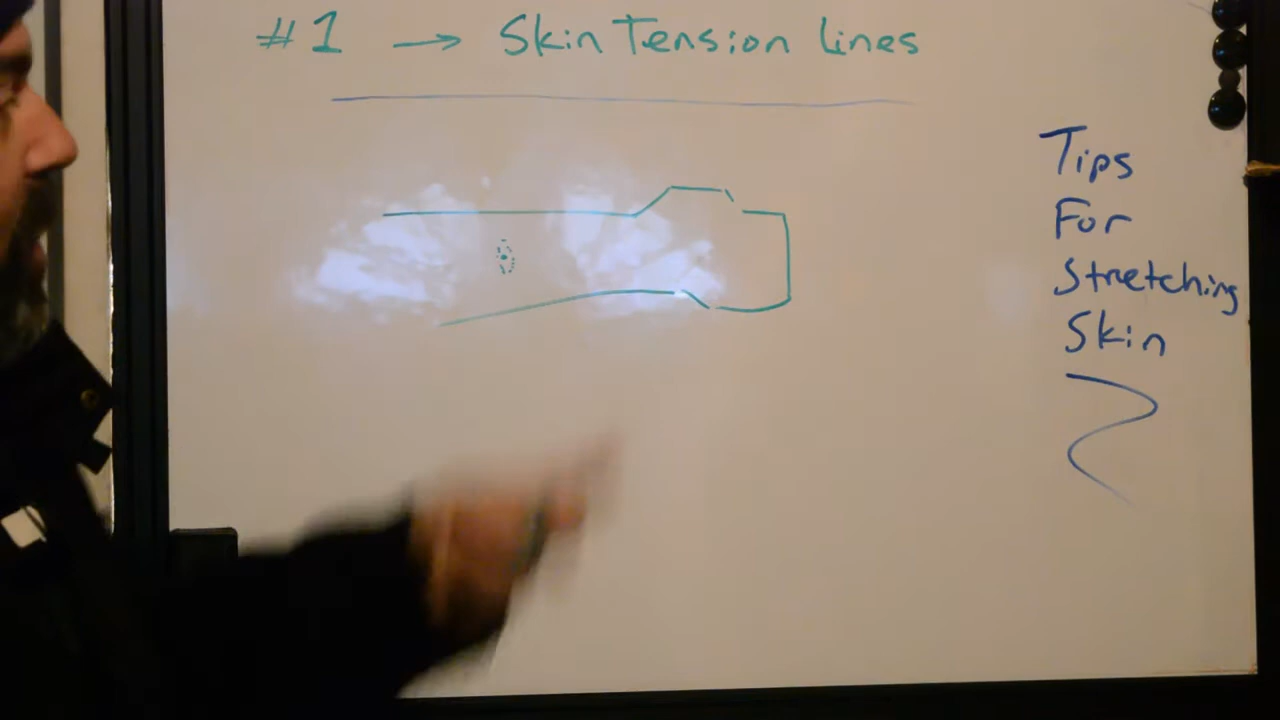 #1 → Skin Tension Lines
Tips
For
Stretching
Skin